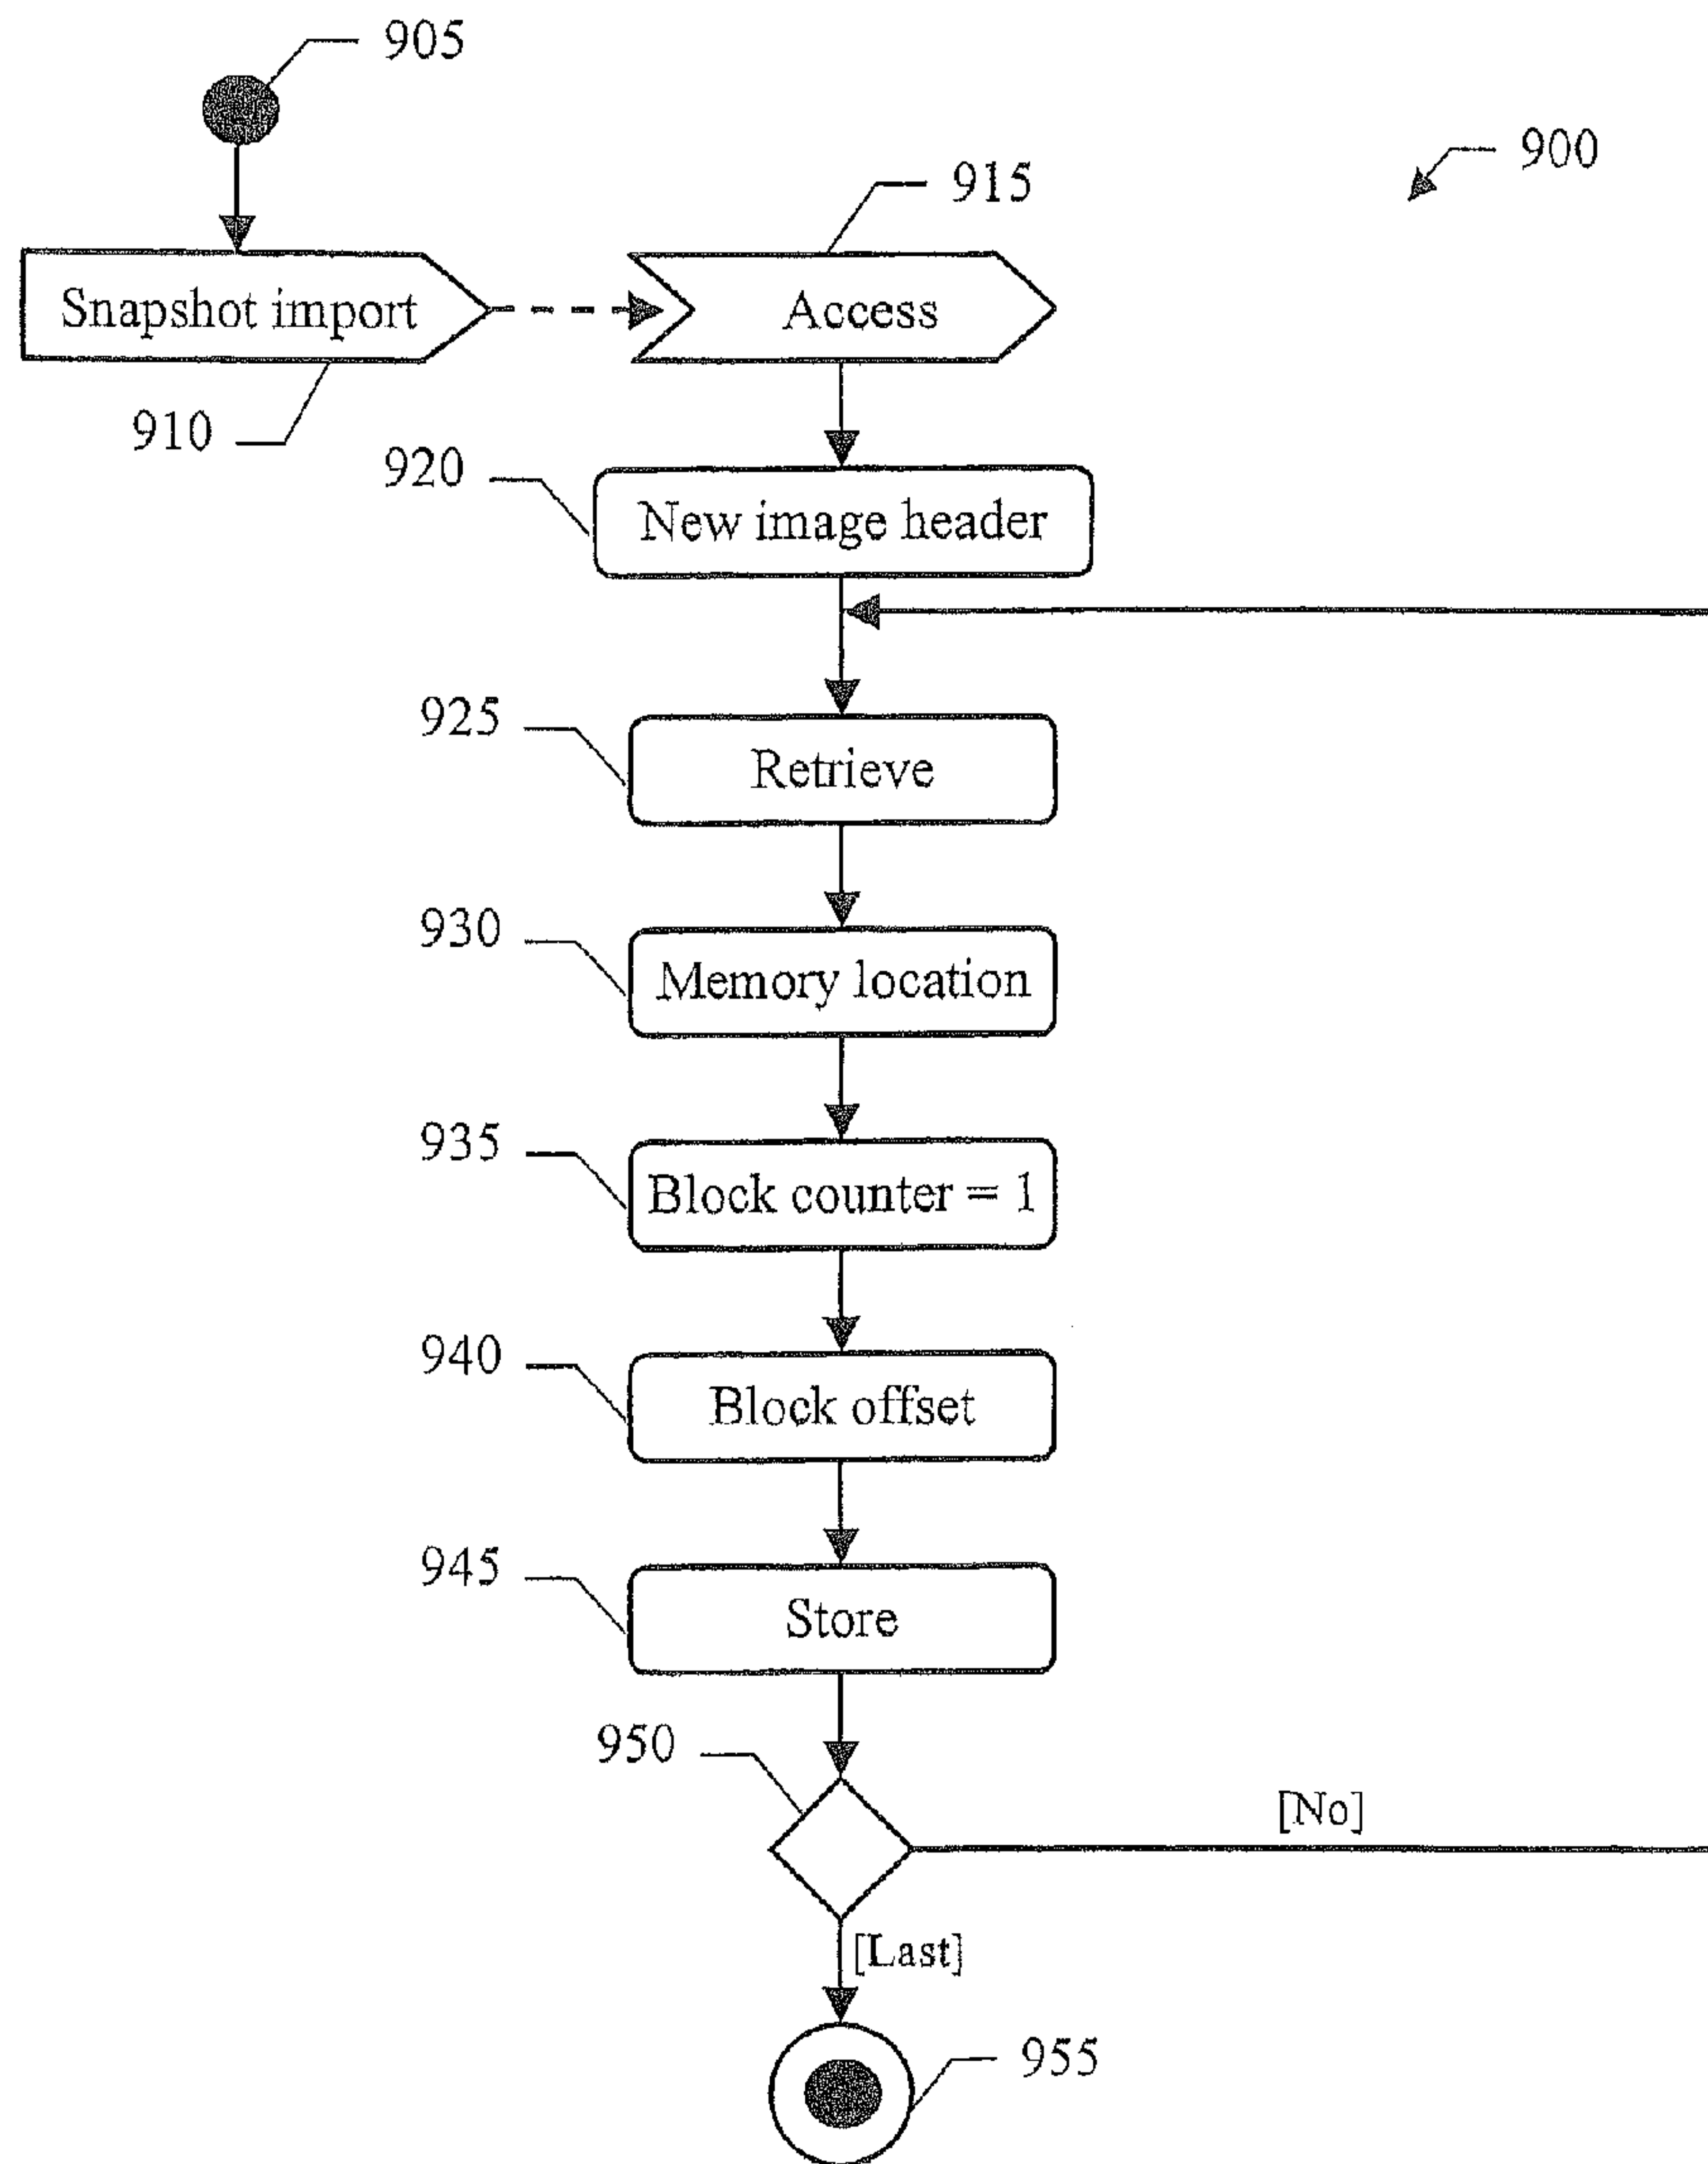 905
900
915
Snapshot import
Access
910
920
New image header
925
Retrieve
930
Memory location
935
Block counter = 1
940
Block offset
945
Store
950
[No]
[Last]
955